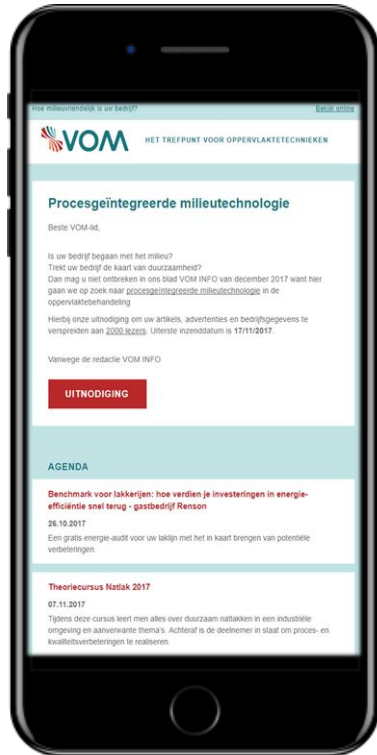 Hoe milieuvriendelijk is uw bedrijf? Bekijk online
VOM HET TREFPUNT VOOR OPPERVLAKTETECHNIEKEN
Procesgeïntegreerde milieutechnologie
Beste VOM-lid,
Is uw bedrijf begaan met het milieu?
Trekt uw bedrijf de kaart van duurzaamheid?
Dan mag u niet ontbreken in ons blad VOM INFO van december 2017 want hier
gaan we op zoek naar procesgeïntegreerde milieutechnologie in de
oppervlaktebehandeling
Hierbij onze uitnodiging om uw artikels, advertenties en bedrijfsgegevens te
verspreiden aan 2000 lezers. Uiterste inzenddatum is 17/11/2017.
Vanwege de redactie VOM INFO
UITNODIGING
AGENDA
Benchmark voor lakkerijen: hoe verdien je investeringen in energie-
efficiëntie snel terug - gastbedrijf Renson
26.10.2017
Een gratis energie-audit voor uw laklijn met het in kaart brengen van potentiële
verbeteringen.
Theoriecursus Natlak 2017
07.11.2017
Tijdens deze cursus leert men alles over duurzaam natlakken in een industriële
omgeving en aanverwante thema's. Achteraf is de deelnemer in staat om proces- en
kwaliteitsverbeteringen te realiseren.